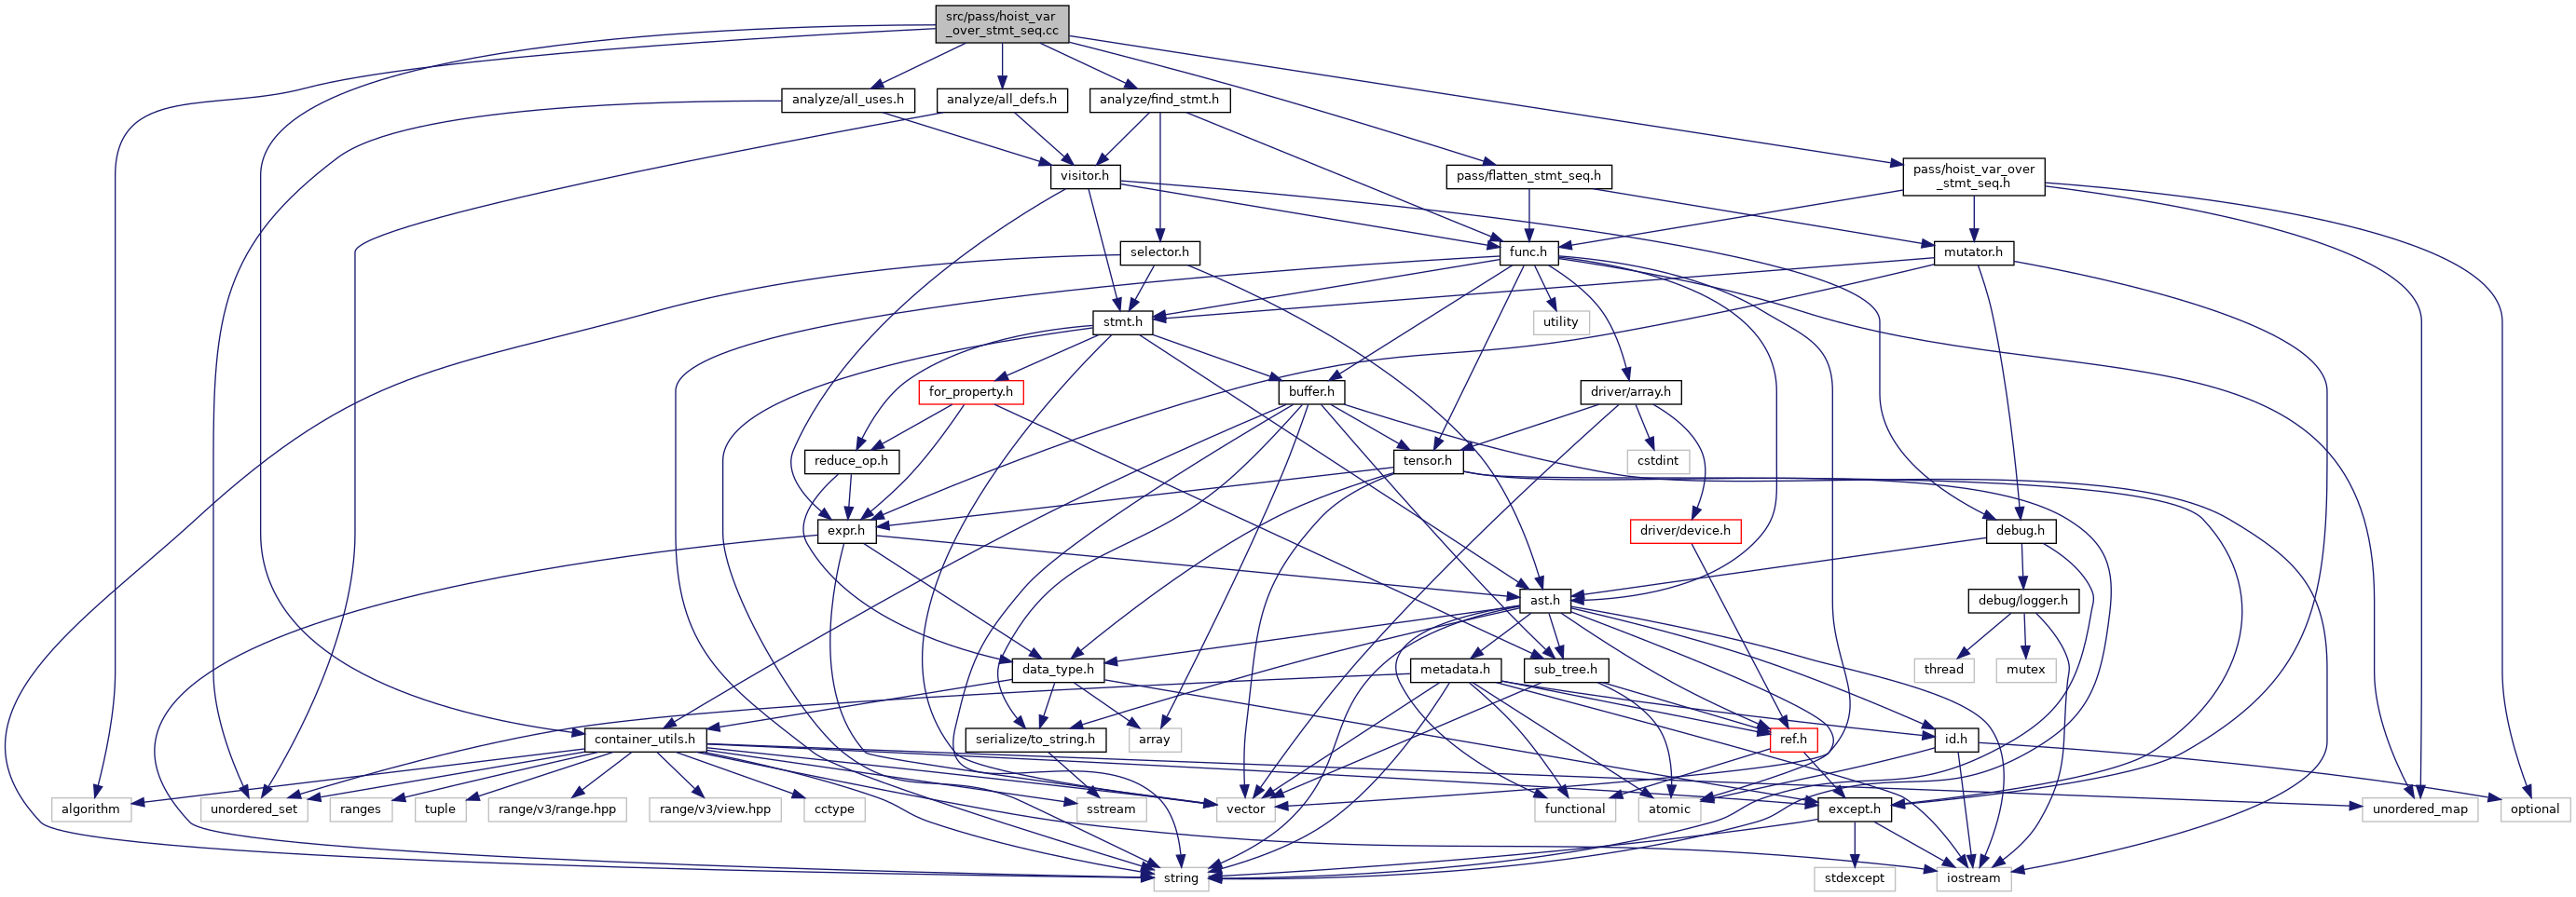 src/pass/hoist_var
_over_stmt_seq.cc
analyze/all_uses.h
analyze/all_defs.h
analyze/find_stmt.h
visitor.h
pass/flatten_stmt_seq.h
pass/hoist_var_over
_stmt_seq.h
selector.h
func.h
mutator.h
stmt.h
utility
for_property.h
buffer.h
driver/array.h
reduce_op.h
tensor.h
cstdint
expr.h
driver/device.h
debug.h
ast.h
debug/logger.h
data_type.h
metadata.h
sub_tree.h
thread
mutex
container_utils.h
serialize/to_string.h
array
ref.h
id.h
algorithm
unordered_set
ranges
tuple
range/v3/range.hpp
range/v3/view.hpp
cctype
sstream
vector
functional
atomic
except.h
unordered_map
optional
string
stdexcept
iostream